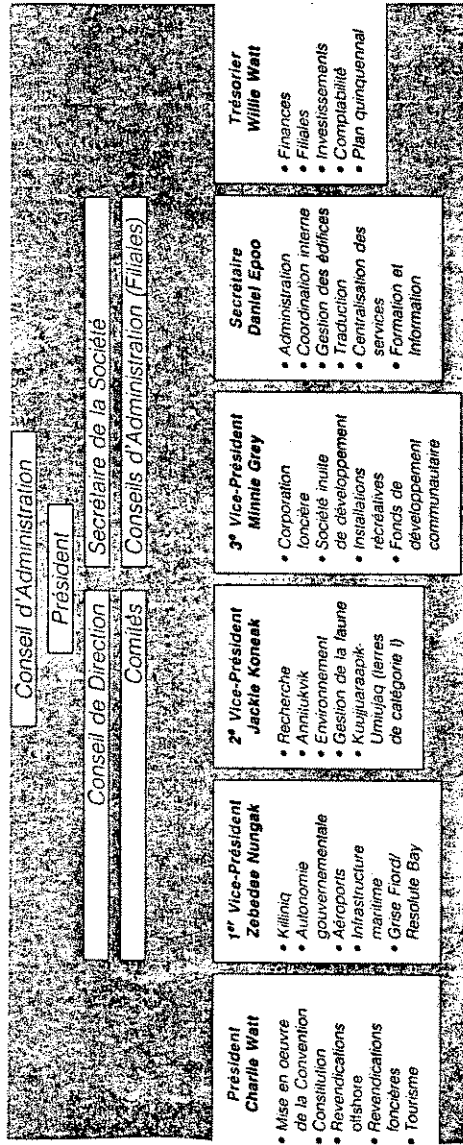 Conseil d'Administration
Président
Conseil de Direction
Secrétaire de la Société
Comités
Conseils d'Administration (Filiales)
Président
Charlie Watt
• Mise en oeuvre
de la Convention
• Constitution
• Revendications
offshore
• Revendications
foncières
• Tourisme
1er Vice-Président
Zebedee Nungak
• Killiniq
• Autonomie
gouvernementale
• Aéroports
• Infrastructure
maritime
• Grise Fiord/
Resolute Bay
2e Vice-Président
Jackie Koneak
• Recherche
• Annitukvik
• Environnement
• Gestion de la faune
• Kuujjuaraapik-
Umiujaq (terres
de catégorie I)
3e Vice-Président
Minnie Grey
• Corporation
foncière
• Société inuite
de développement
• Installations
récréatives
• Fonds de
développement
communautaire
Secrétaire
Daniel Epoo
• Administration
• Coordination interne
• Gestion des édifices
• Traduction
• Centralisation des
services
• Formation et
Information
Trésorier
Willie Watt
• Finances
• Filiales
• Investissements
• Comptabilité
• Plan quinquennal